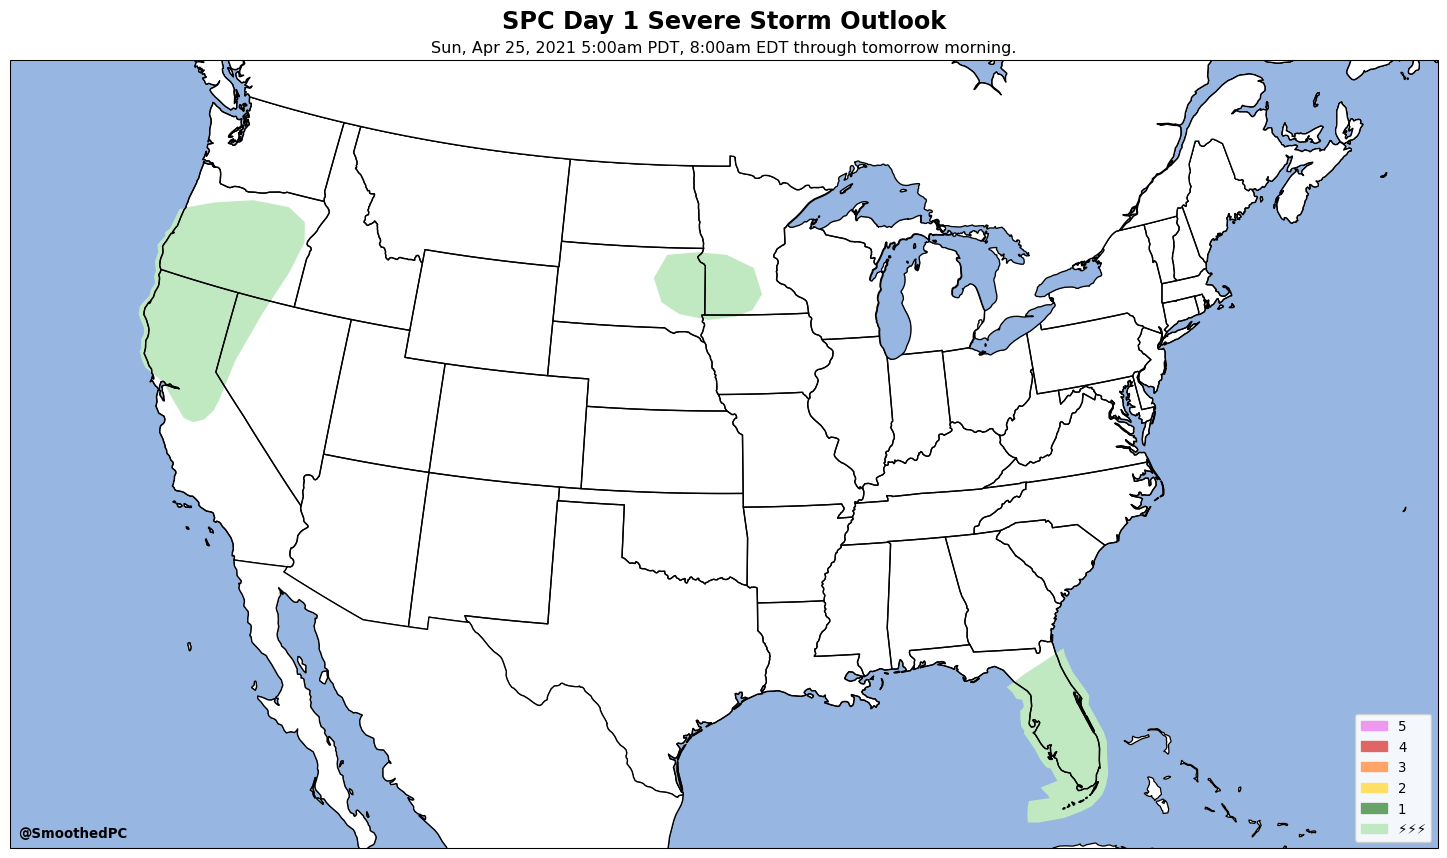 SPC Day 1 Severe Storm Outlook
Sun, Apr 25, 2021 5:00am PDT, 8:00am EDT through tomorrow morning.
5
4
3
2
1
⚡⚡⚡
@SmoothedPC